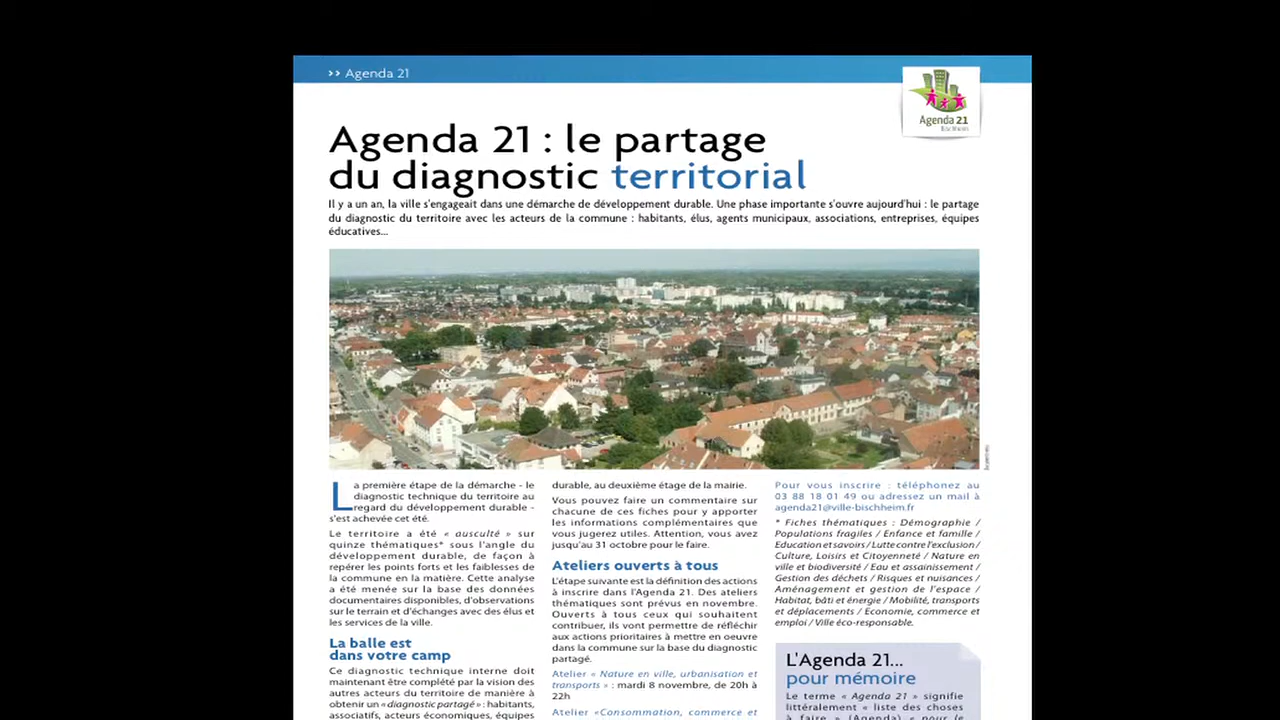 >> Agenda 21
Agenda 21
Bischheim
Agenda 21 : le partage
du diagnostic territorial
Il y a un an, la ville s'engageait dans une démarche de développement durable. Une phase importante s'ouvre aujourd'hui : le partage
du diagnostic du territoire avec les acteurs de la commune : habitants, élus, agents municipaux, associations, entreprises, équipes
éducatives...
La première étape de la démarche - le
diagnostic technique du territoire au
regard du développement durable -
s'est achevée cet été.
Le territoire a été « ausculté » sur
quinze thématiques* sous l'angle du
développement durable, de façon à
repérer les points forts et les faiblesses de
la commune en la matière. Cette analyse
a été menée sur la base des données
documentaires disponibles, d'observations
sur le terrain et d'échanges avec des élus et
les services de la ville.
La balle est
dans votre camp
Ce diagnostic technique interne doit
maintenant être complété par la vision des
autres acteurs du territoire de manière à
obtenir un « diagnostic partagé » : habitants,
associatifs, acteurs économiques, équipes
durable, au deuxième étage de la mairie.
Vous pouvez faire un commentaire sur
chacune de ces fiches pour y apporter
les informations complémentaires que
vous jugerez utiles. Attention, vous avez
jusqu'au 31 octobre pour le faire.
Ateliers ouverts à tous
L'étape suivante est la définition des actions
à inscrire dans l'Agenda 21. Des ateliers
thématiques sont prévus en novembre.
Ouverts à tous ceux qui souhaitent
contribuer, ils vont permettre de réfléchir
aux actions prioritaires à mettre en oeuvre
dans la commune sur la base du diagnostic
partagé.
Atelier « Nature en ville, urbanisation et
transports » : mardi 8 novembre, de 20h à
22h
Atelier «Consommation, commerce et
Pour vous inscrire : téléphonez au
03 88 18 01 49 ou adressez un mail à
agenda21@ville-bischheim.fr
* Fiches thématiques : Démographie /
Populations fragiles / Enfance et famille /
Education et savoirs / Lutte contre l'exclusion /
Culture, Loisirs et Citoyenneté / Nature en
ville et biodiversité / Eau et assainissement /
Gestion des déchets / Risques et nuisances /
Aménagement et gestion de l'espace /
Habitat, bâti et énergie / Mobilité, transports
et déplacements / Economie, commerce et
emploi / Ville éco-responsable.
L'Agenda 21...
pour mémoire
Le terme « Agenda 21 » signifie
littéralement « liste des choses
à faire » (Agenda) « pour le